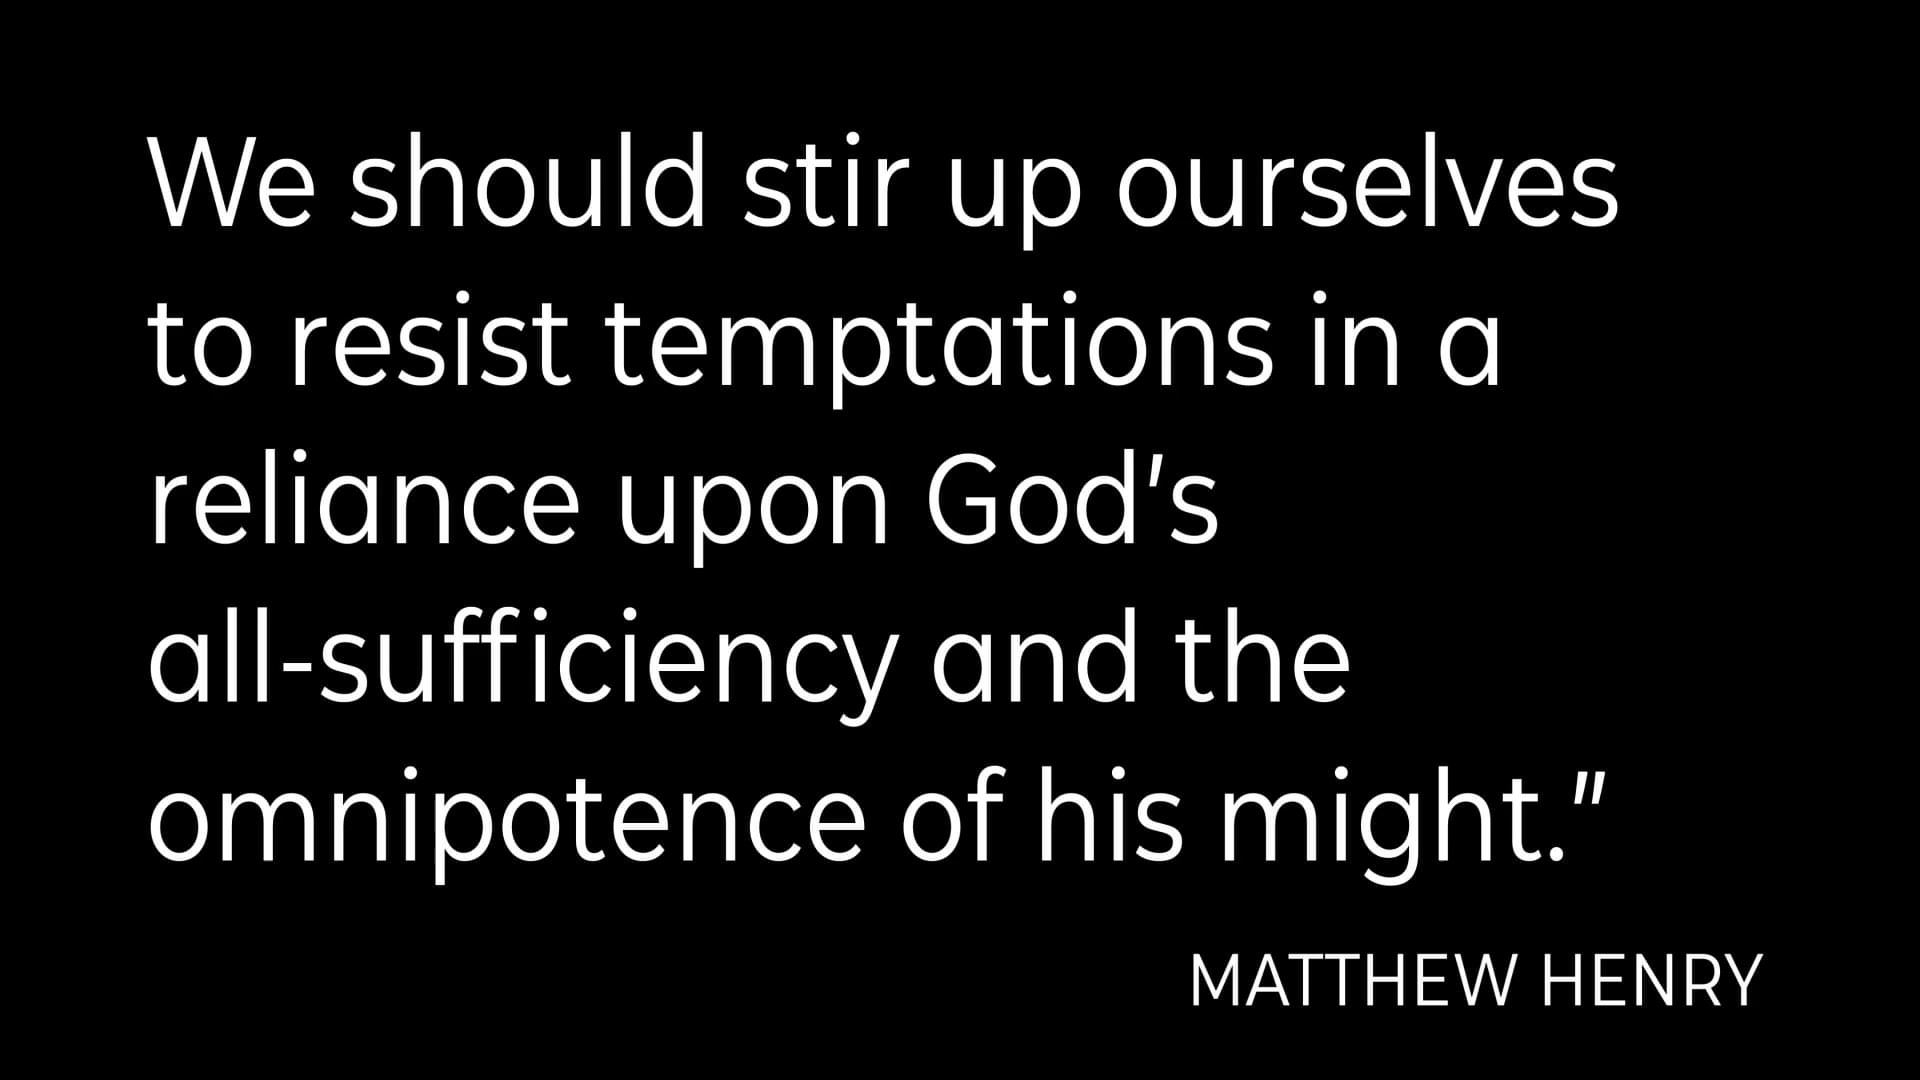 We should stir up ourselves
to resist temptations in a
reliance upon God's
all-sufficiency and the
omnipotence of his might."
MATTHEW HENRY